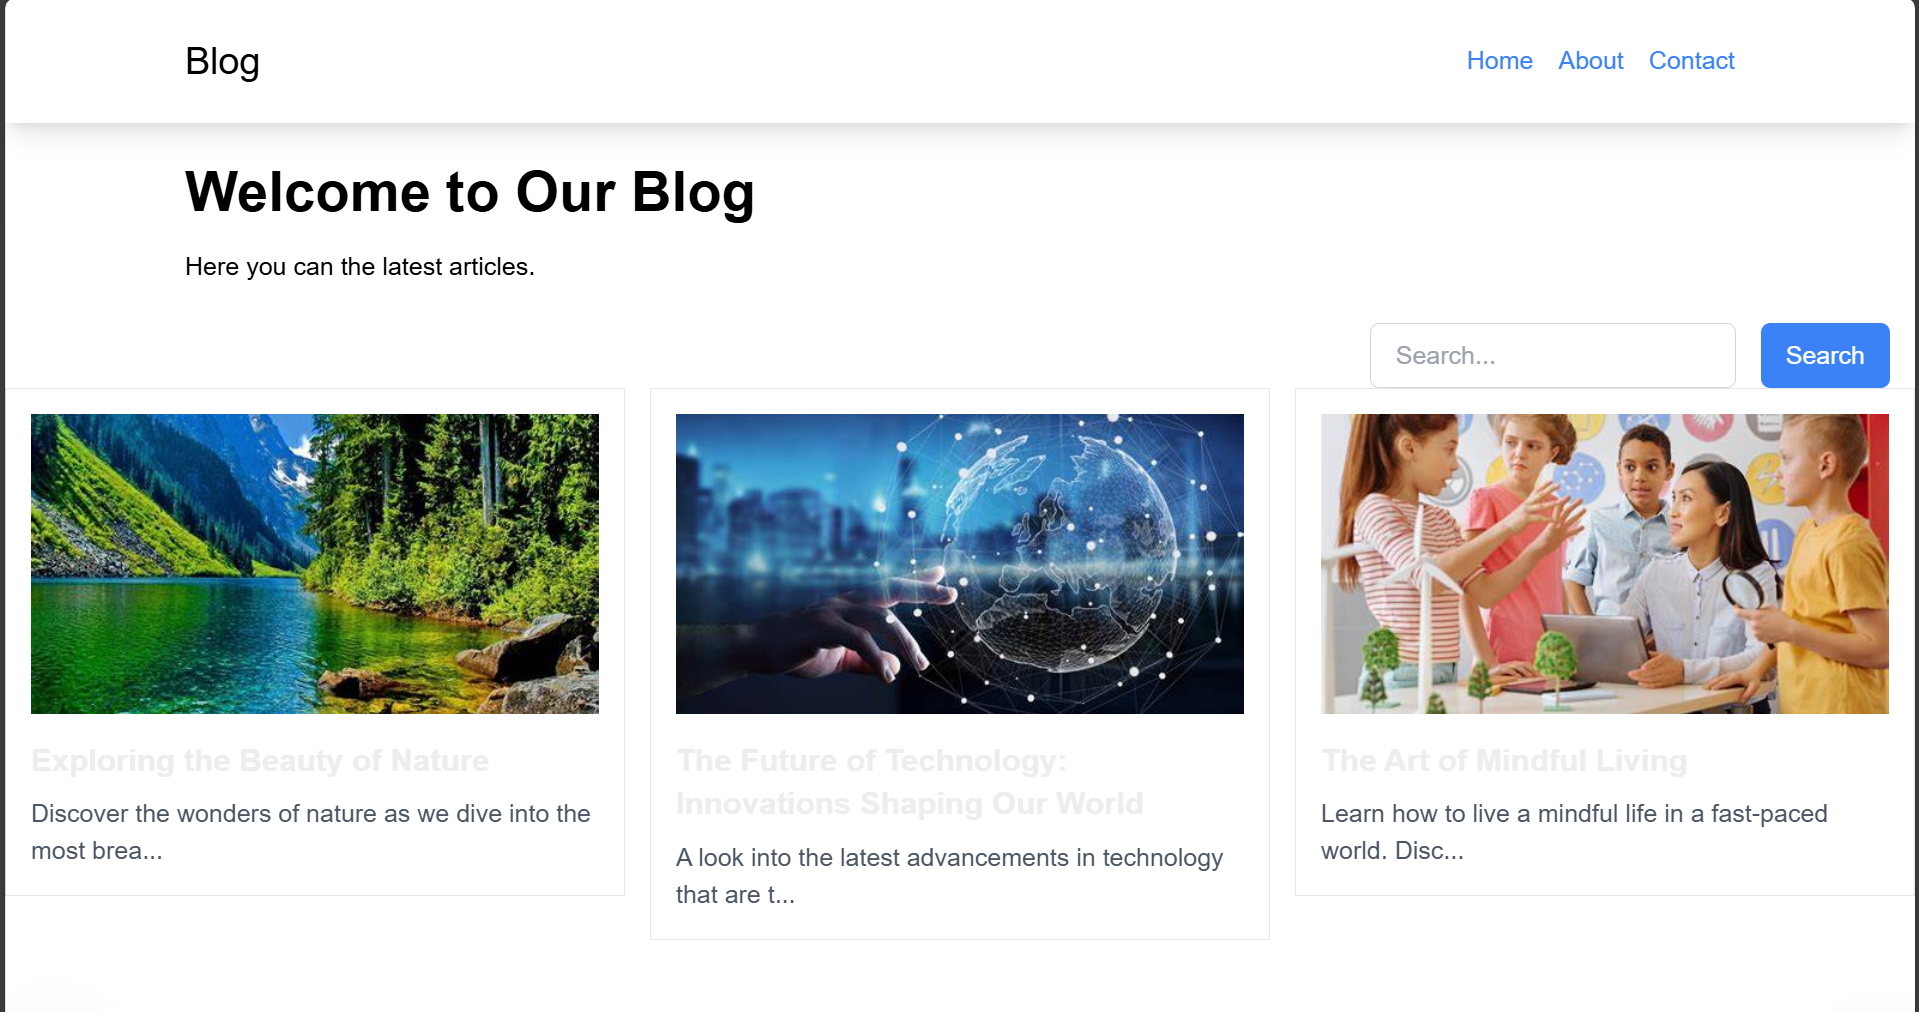 Blog
Home About Contact
Welcome to Our Blog
Here you can the latest articles.
Search...
Search
Exploring the Beauty of Nature
Discover the wonders of nature as we dive into the
most brea...
The Future of Technology:
Innovations Shaping Our World
A look into the latest advancements in technology
that are t...
The Art of Mindful Living
Learn how to live a mindful life in a fast-paced
world. Disc...